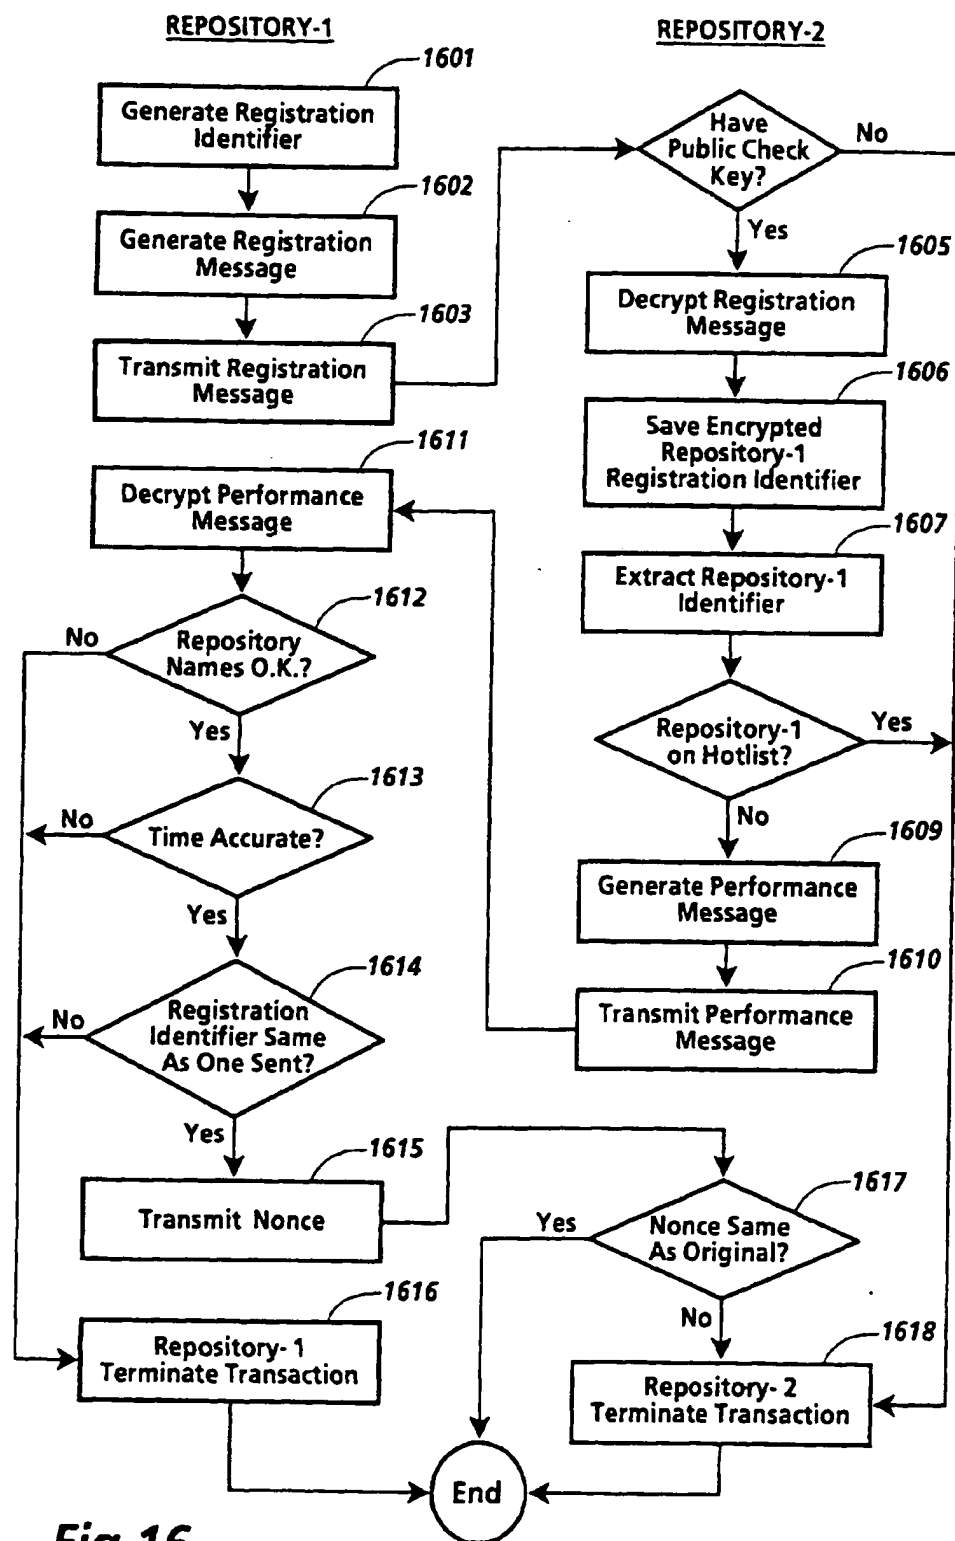 REPOSITORY-1
REPOSITORY-2
1601
Generate Registration
Identifier
1602
Generate Registration
Message
1603
Transmit Registration
Message
Have
Public Check
Key?
No
Yes
1605
Decrypt Registration
Message
1606
Save Encrypted
Repository-1
Registration Identifier
1607
Extract Repository-1
Identifier
Repository-1
on Hotlist?
Yes
No
1609
Generate Performance
Message
1610
Transmit Performance
Message
1611
Decrypt Performance
Message
1612
Repository
Names O.K.?
No
Yes
1613
Time Accurate?
No
Yes
1614
Registration
Identifier Same
As One Sent?
No
Yes
1615
Transmit Nonce
1617
Nonce Same
As Original?
Yes
No
1616
Repository- 1
Terminate Transaction
1618
Repository- 2
Terminate Transaction
End
Fig.16